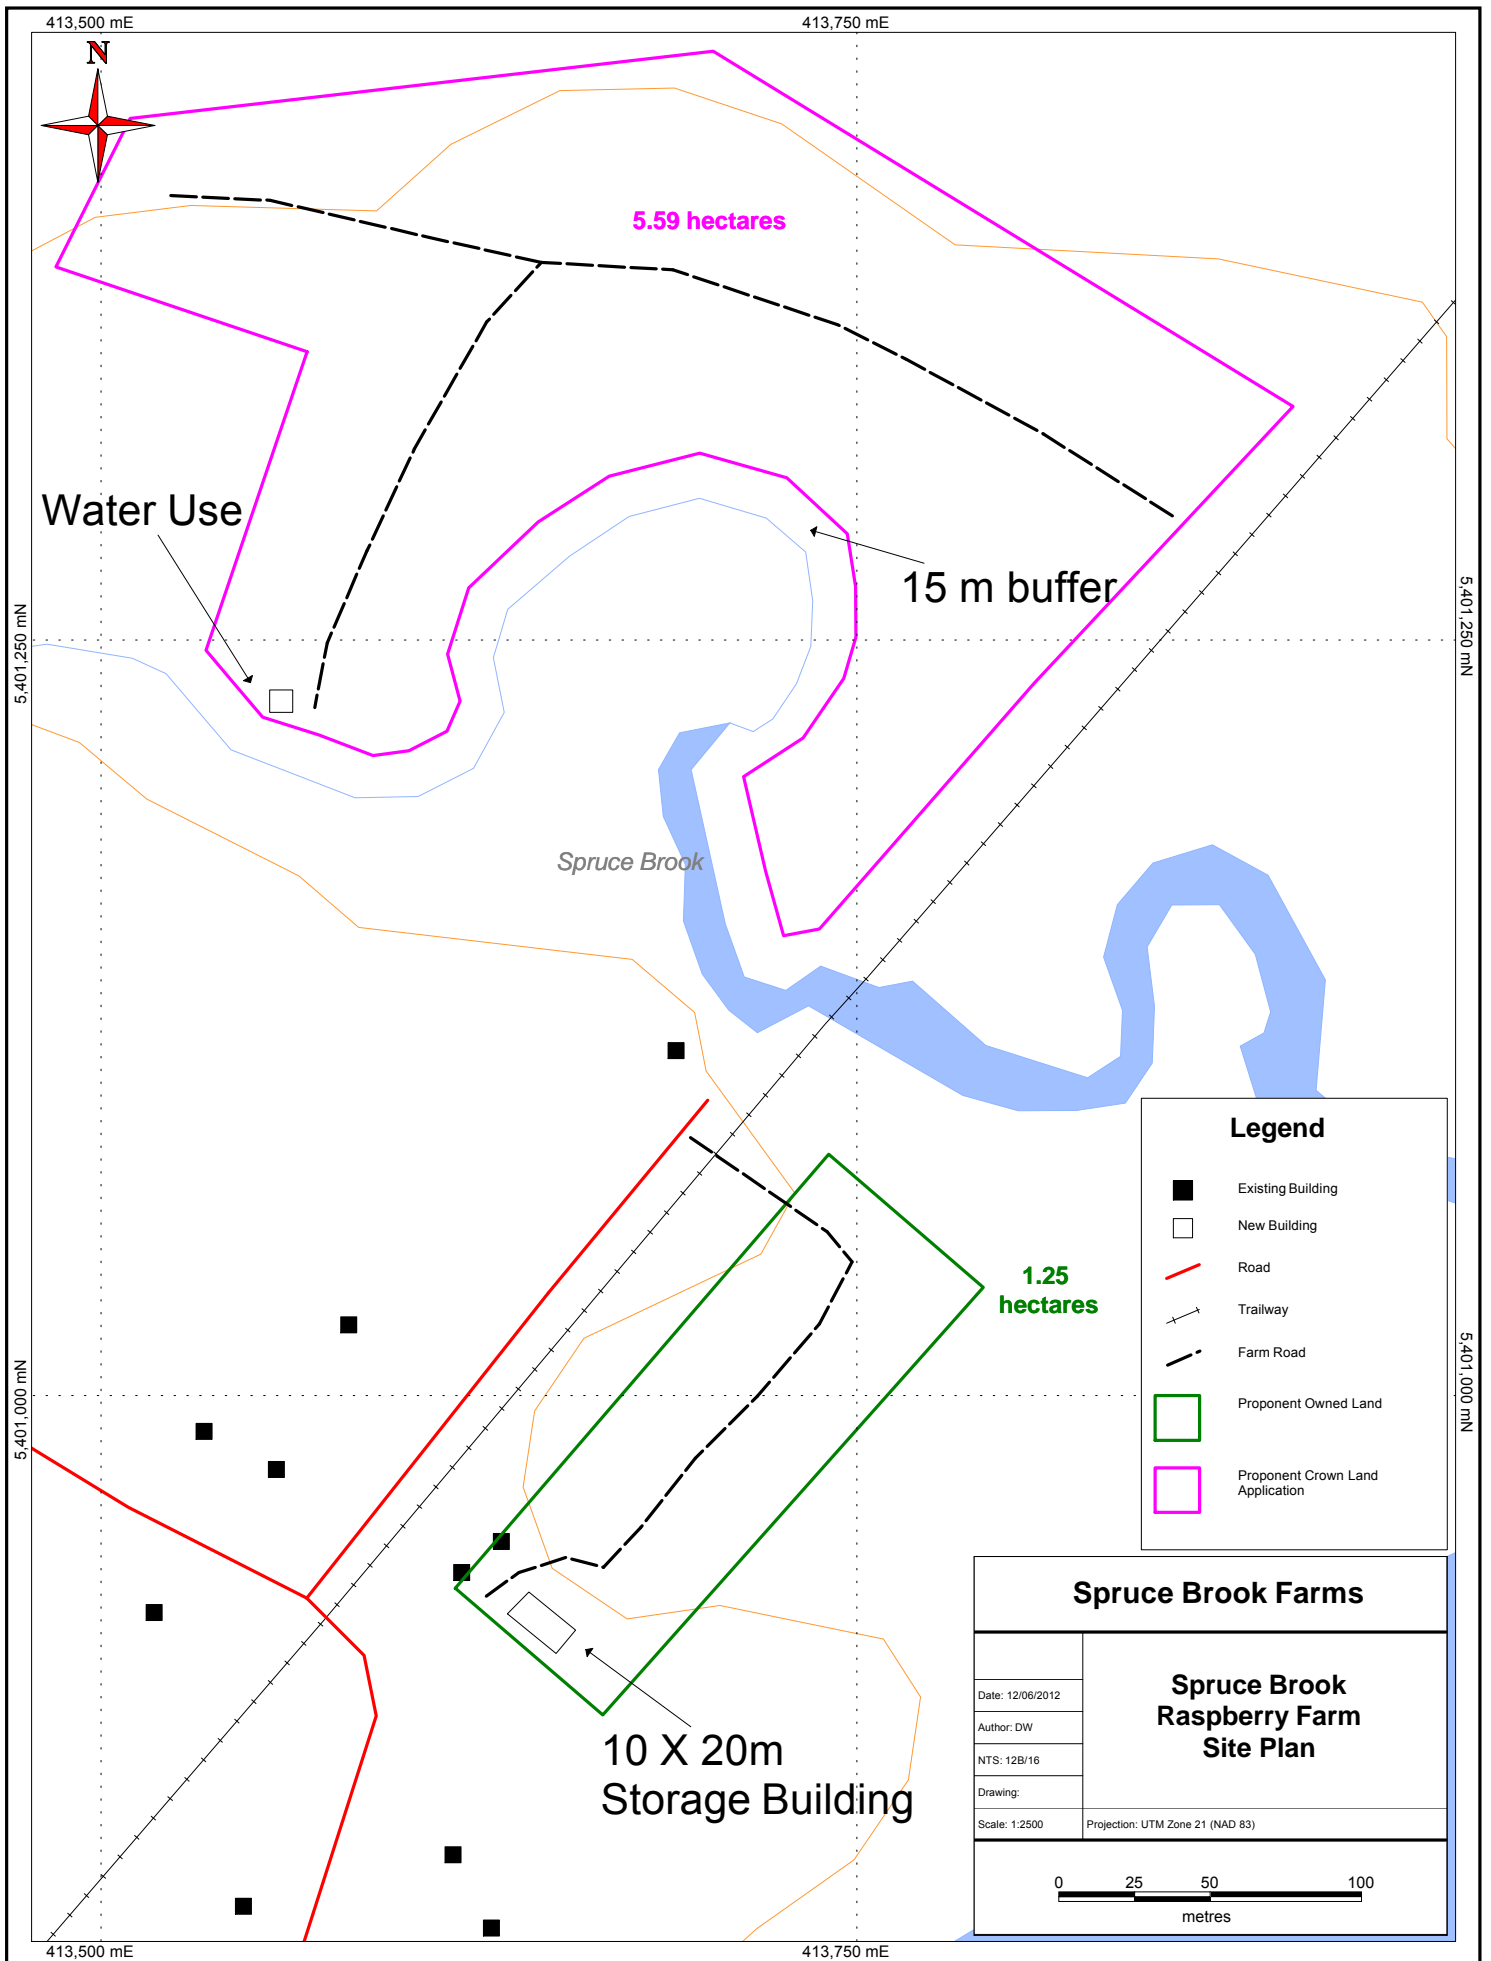 413,500 mE
413,750 mE
N
5.59 hectares
Water Use
15 m buffer
5,401,250 mN
5,401,250 mN
Spruce Brook
1.25
hectares
5,401,000 mN
5,401,000 mN
10 X 20m
Storage Building
Legend
Existing Building
New Building
Road
Trailway
Farm Road
Proponent Owned Land
Proponent Crown Land
Application
Spruce Brook Farms
Spruce Brook
Raspberry Farm
Site Plan
Date: 12/06/2012
Author: DW
NTS: 12B/16
Drawing:
Scale: 1:2500
Projection: UTM Zone 21 (NAD 83)
0 25 50 100
metres
413,500 mE
413,750 mE